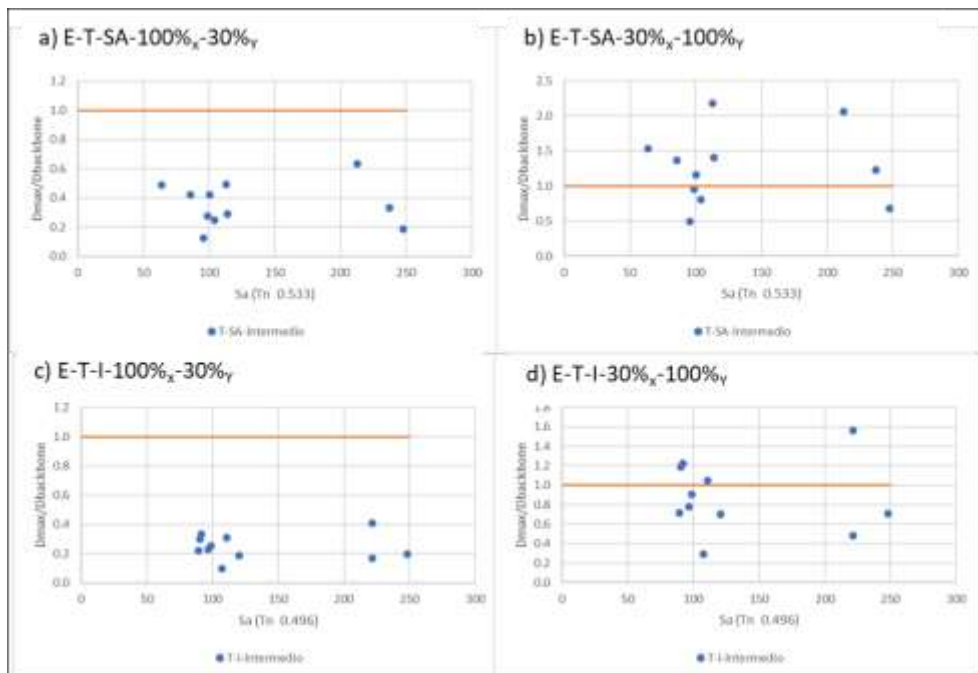 a) E-T-SA-100%X-30%Y
1.2
1.0
0.8
0.6
0.4
0.2
0.0
Dmax/Dbackbone
0 50 100 150 200 250 300
Sa (Tn 0.533)
T-SA-Intermedio
b) E-T-SA-30%X-100%Y
2.5
2.0
1.5
1.0
0.5
0.0
Dmax/Dbackbone
0 50 100 150 200 250 300
Sa (Tn 0.533)
T-SA-Intermedio
c) E-T-I-100%X-30%Y
1.2
1.0
0.8
0.6
0.4
0.2
0.0
Dmax/Dbackbone
0 50 100 150 200 250 300
Sa (Tn 0.496)
T-I-Intermedio
d) E-T-I-30%X-100%Y
1.8
1.6
1.4
1.2
1.0
0.8
0.6
0.4
0.2
0.0
Dmax/Dbackbone
0 50 100 150 200 250 300
Sa (Tn 0.496)
T-I-Intermedio